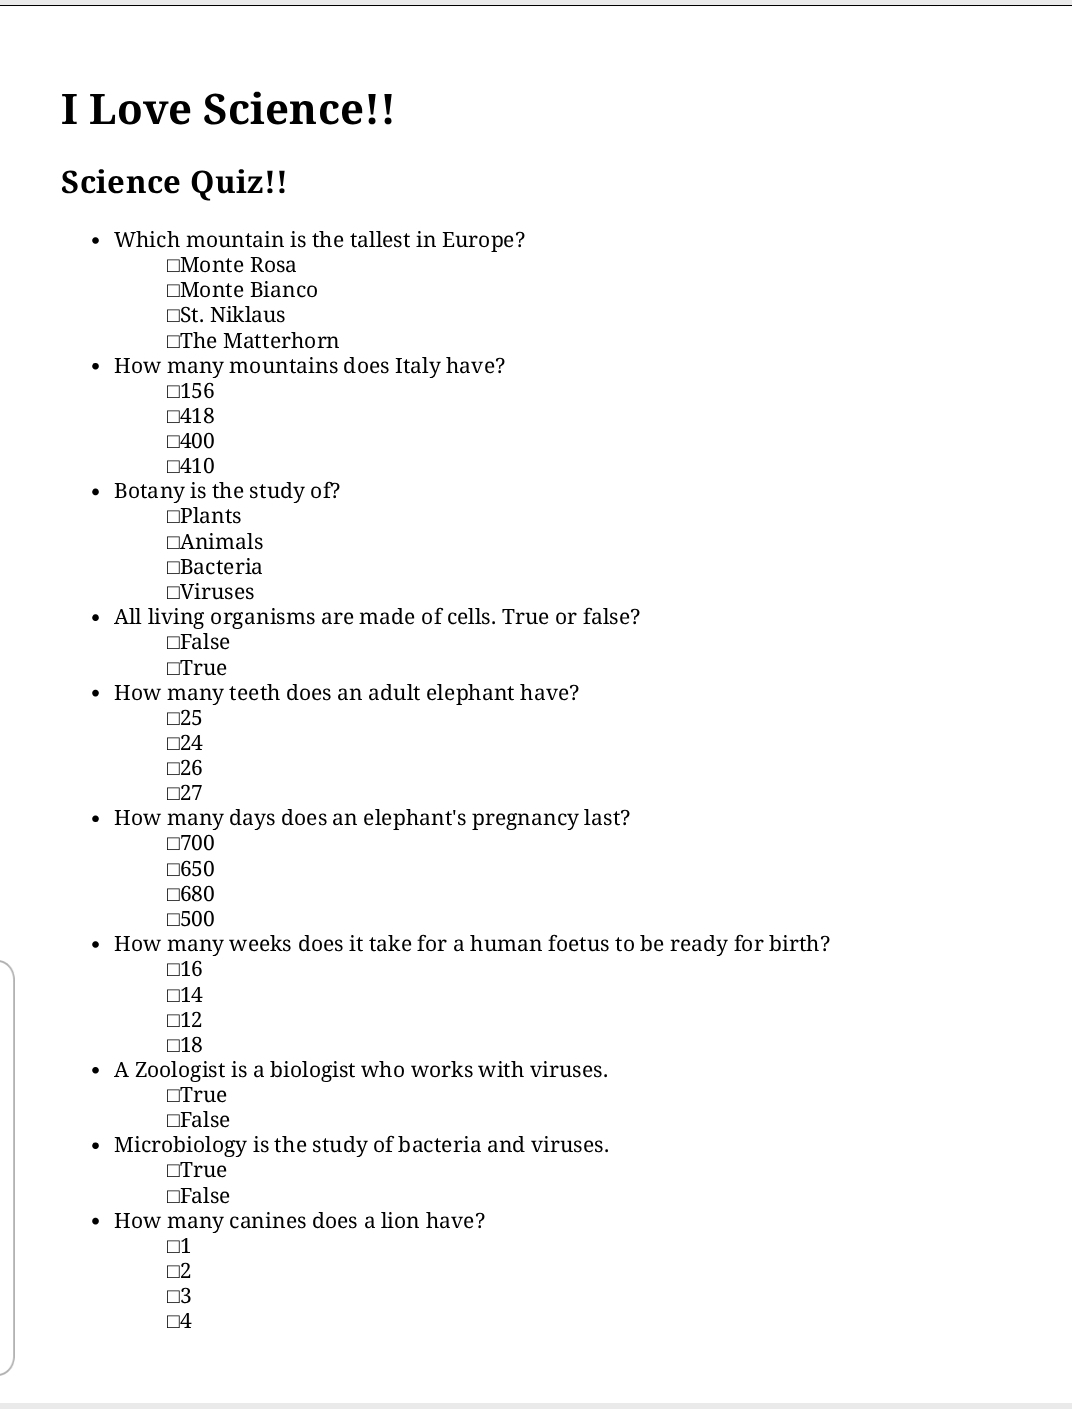 I Love Science!!
Science Quiz!!
• Which mountain is the tallest in Europe?
□Monte Rosa
□Monte Bianco
□St. Niklaus
□The Matterhorn
• How many mountains does Italy have?
□156
□418
□400
□410
• Botany is the study of?
□Plants
□Animals
□Bacteria
□Viruses
• All living organisms are made of cells. True or false?
□False
□True
• How many teeth does an adult elephant have?
□25
□24
□26
□27
• How many days does an elephant's pregnancy last?
□700
□650
□680
□500
• How many weeks does it take for a human foetus to be ready for birth?
□16
□14
□12
□18
• A Zoologist is a biologist who works with viruses.
□True
□False
• Microbiology is the study of bacteria and viruses.
□True
□False
• How many canines does a lion have?
□1
□2
□3
□4